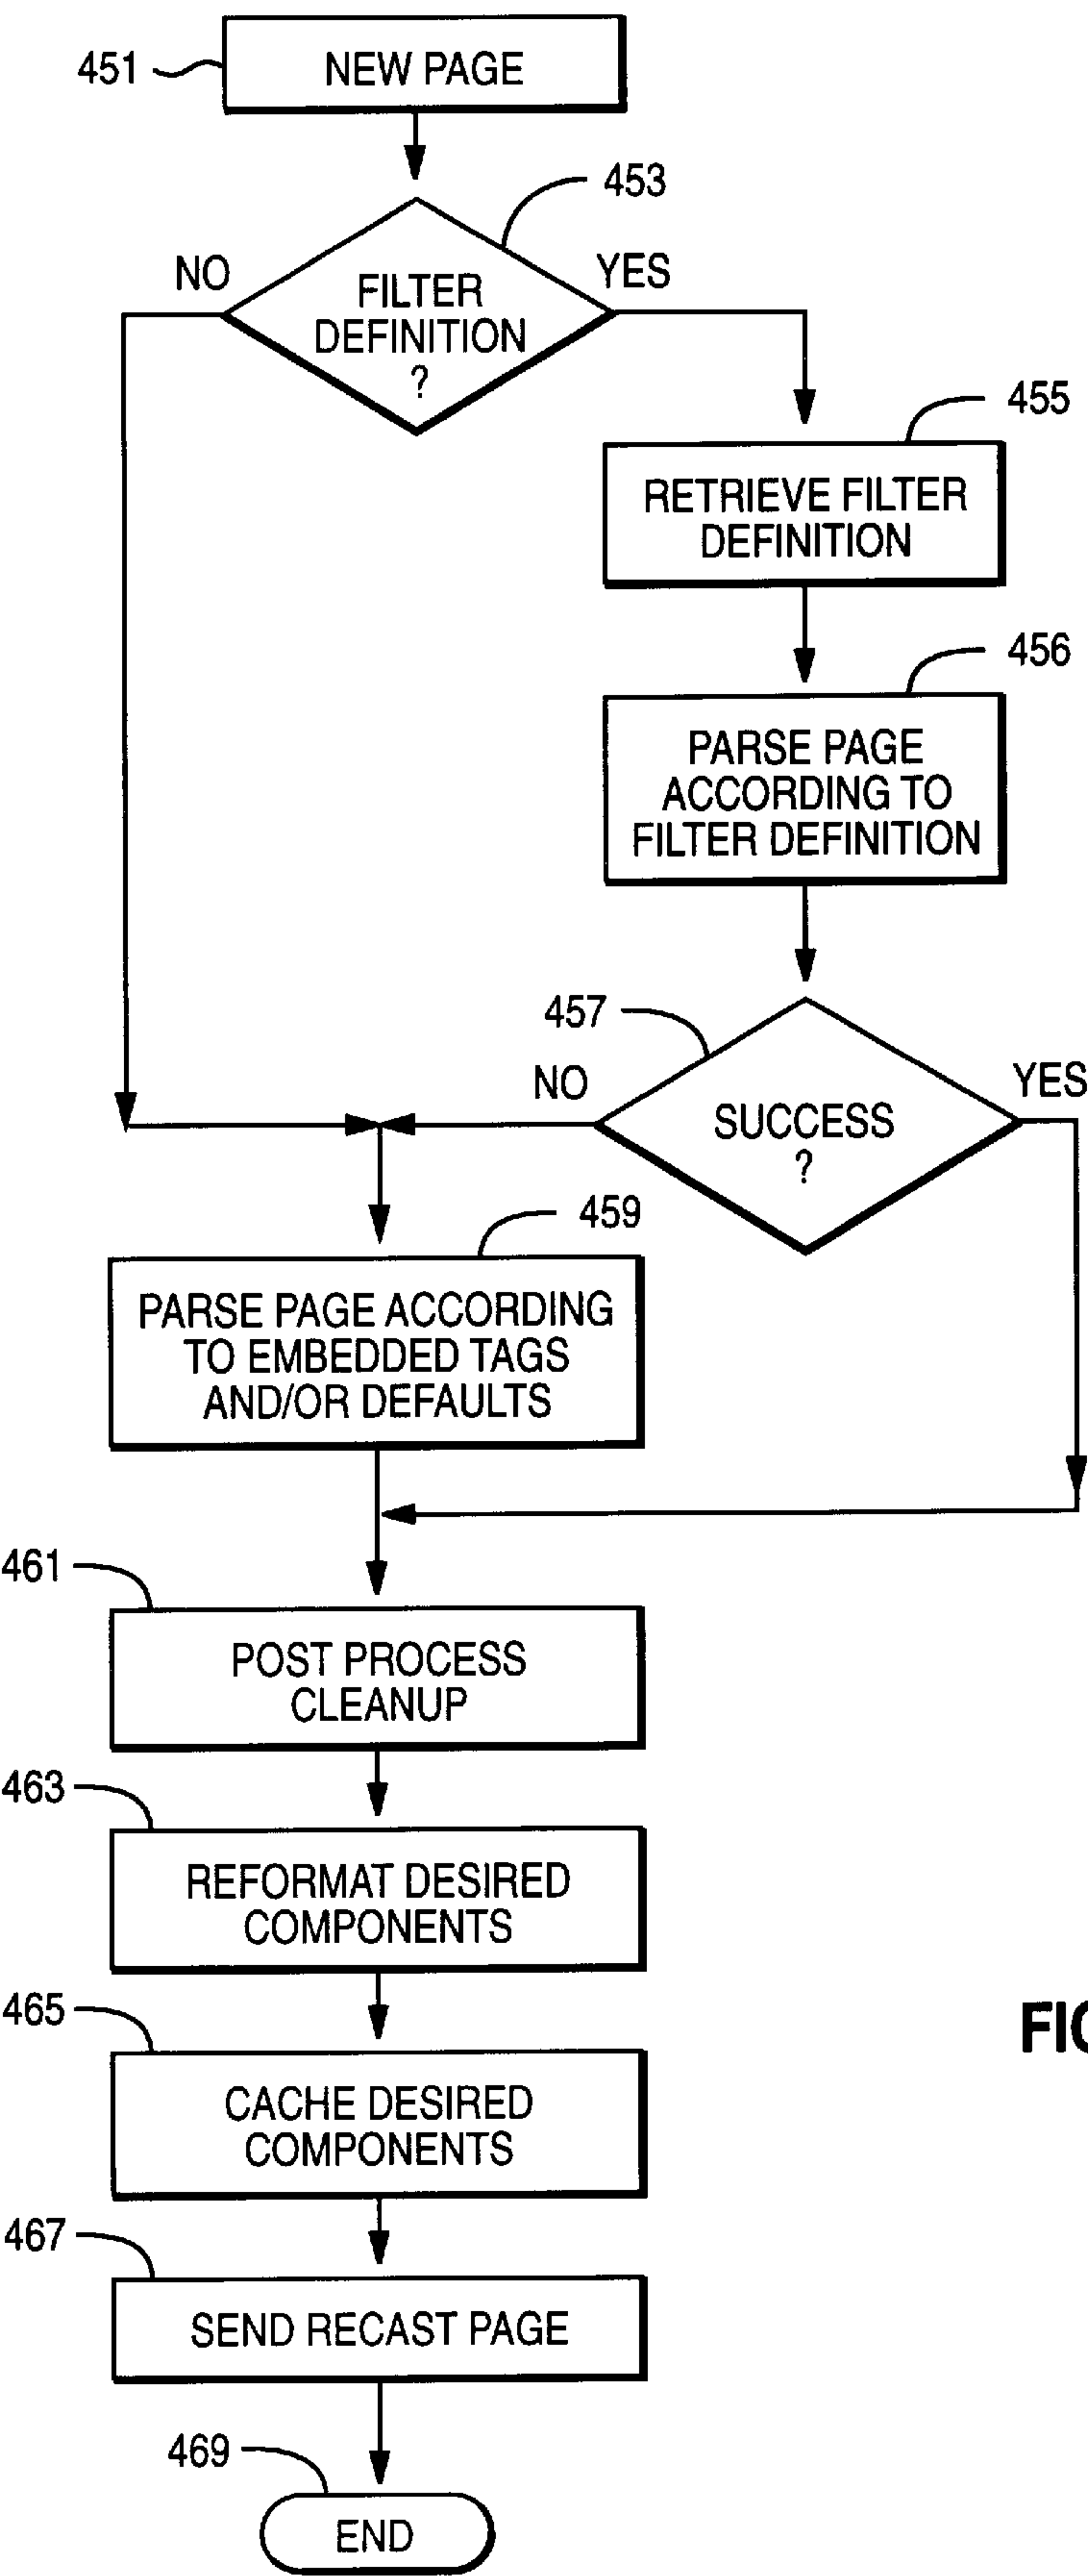 451
NEW PAGE
453
NO
YES
FILTER
DEFINITION
?
455
RETRIEVE FILTER
DEFINITION
456
PARSE PAGE
ACCORDING TO
FILTER DEFINITION
457
NO
YES
SUCCESS
?
459
PARSE PAGE ACCORDING
TO EMBEDDED TAGS
AND/OR DEFAULTS
461
POST PROCESS
CLEANUP
463
REFORMAT DESIRED
COMPONENTS
465
CACHE DESIRED
COMPONENTS
467
SEND RECAST PAGE
469
END